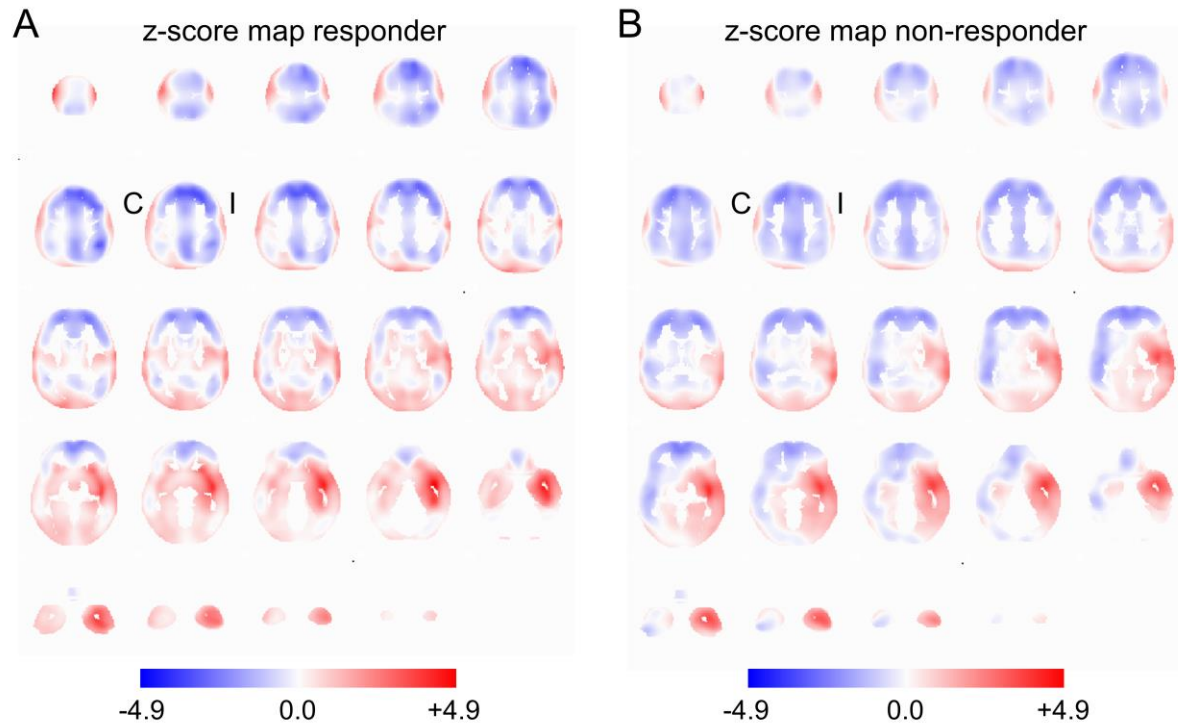 A
z-score map responder
C I
-4.9 0.0 +4.9
B
z-score map non-responder
C I
-4.9 0.0 +4.9